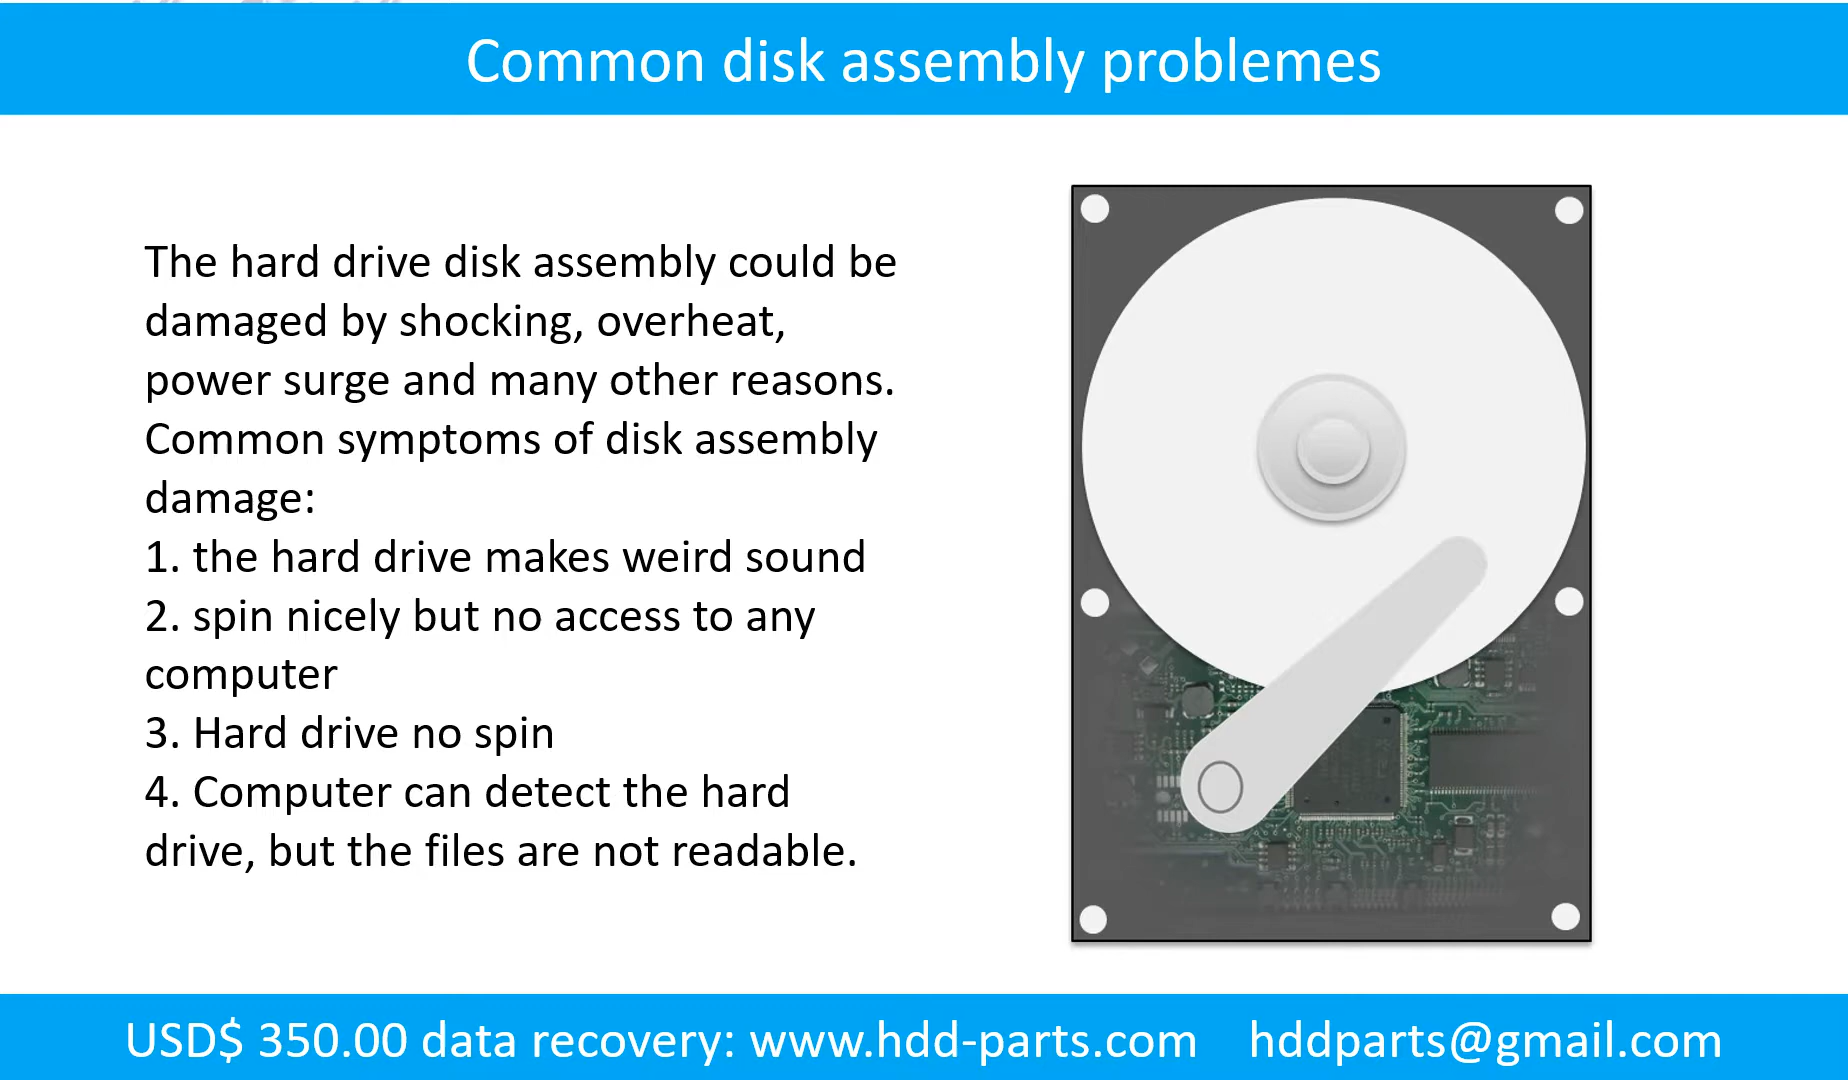 Common disk assembly problemes
The hard drive disk assembly could be
damaged by shocking, overheat,
power surge and many other reasons.
Common symptoms of disk assembly
damage:
1. the hard drive makes weird sound
2. spin nicely but no access to any
computer
3. Hard drive no spin
4. Computer can detect the hard
drive, but the files are not readable.
USD$ 350.00 data recovery: www.hdd-parts.com hddparts@gmail.com